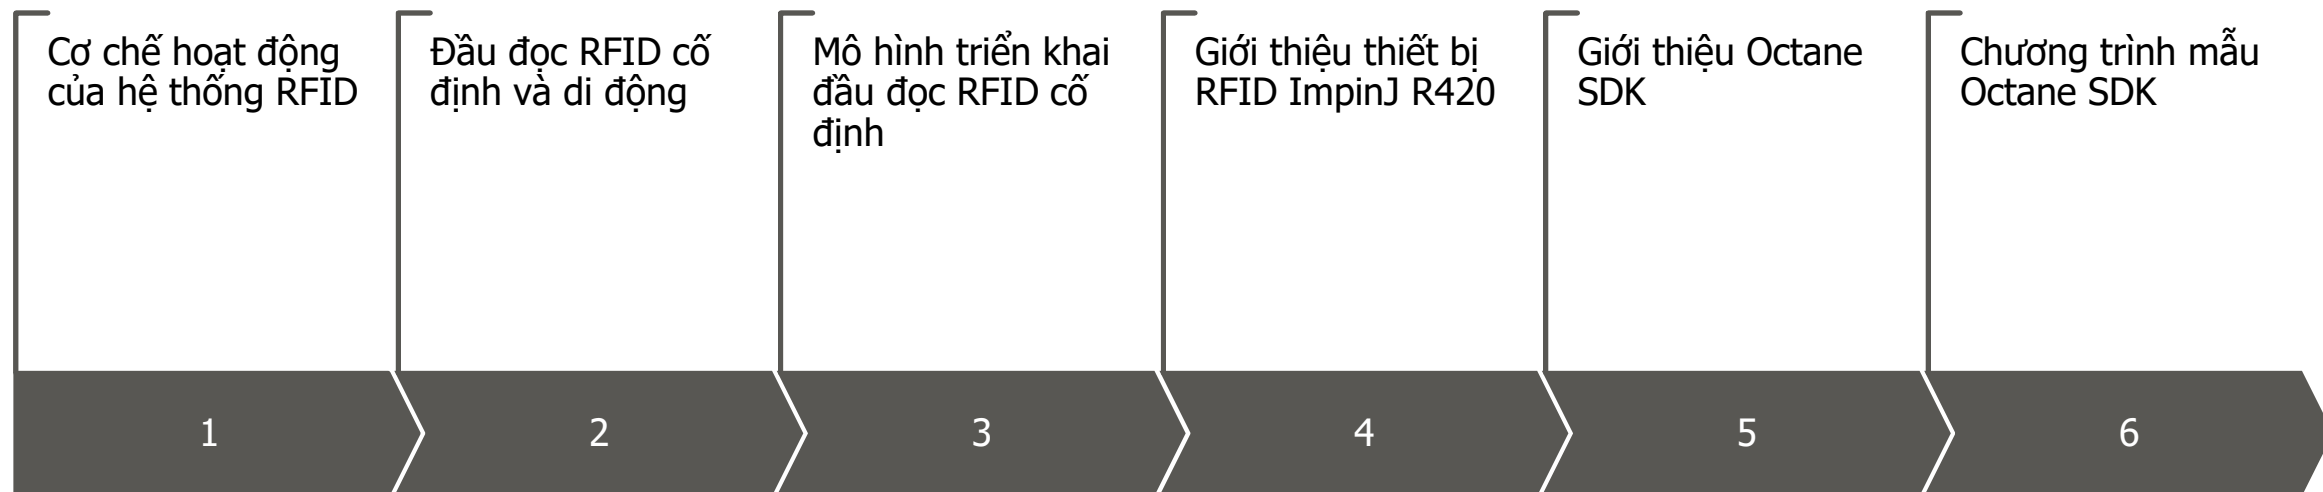 Cơ chế hoạt động
của hệ thống RFID
Đầu đọc RFID cố
định và di động
Mô hình triển khai
đầu đọc RFID cố
định
Giới thiệu thiết bị
RFID ImpinJ R420
Giới thiệu Octane
SDK
Chương trình mẫu
Octane SDK
1
2
3
4
5
6